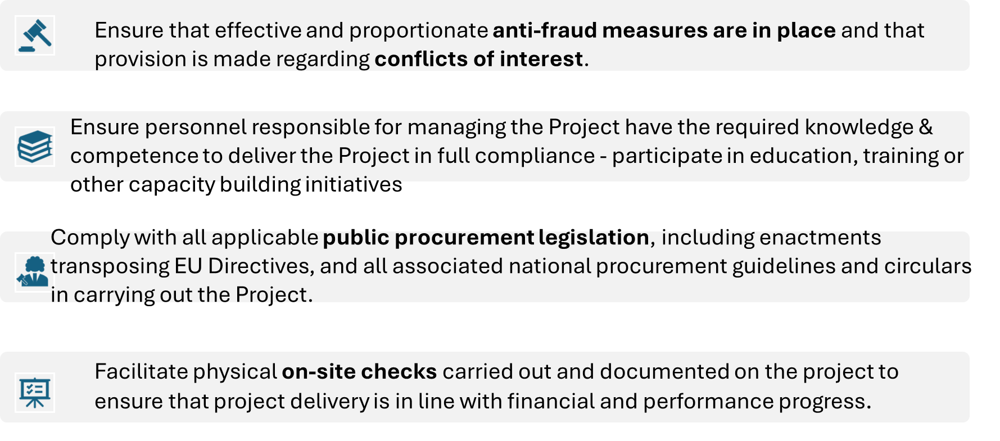 Ensure that effective and proportionate anti-fraud measures are in place and that
provision is made regarding conflicts of interest.
Ensure personnel responsible for managing the Project have the required knowledge &
competence to deliver the Project in full compliance - participate in education, training or
other capacity building initiatives
Comply with all applicable public procurement legislation, including enactments
transposing EU Directives, and all associated national procurement guidelines and circulars
in carrying out the Project.
Facilitate physical on-site checks carried out and documented on the project to
ensure that project delivery is in line with financial and performance progress.